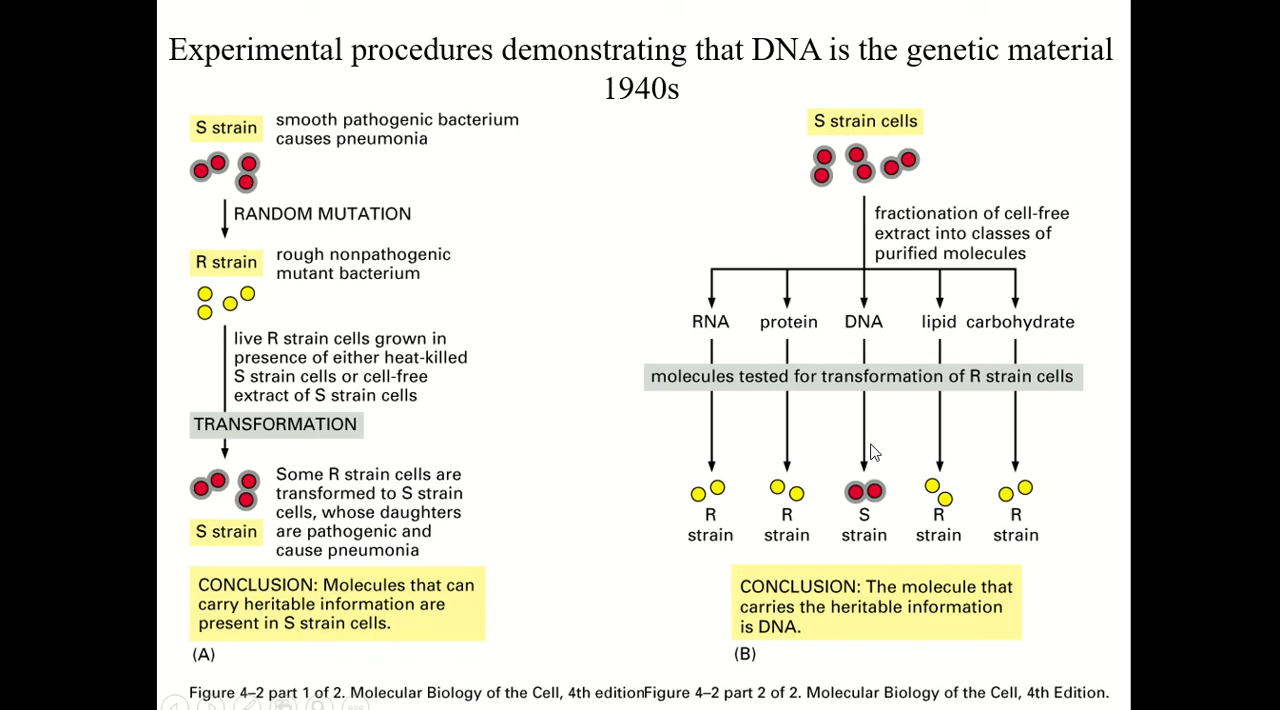 Experimental procedures demonstrating that DNA is the genetic material
1940s
S strain
smooth pathogenic bacterium
causes pneumonia
RANDOM MUTATION
R strain
rough nonpathogenic
mutant bacterium
live R strain cells grown in
presence of either heat-killed
S strain cells or cell-free
extract of S strain cells
TRANSFORMATION
Some R strain cells are
transformed to S strain
cells, whose daughters
are pathogenic and
cause pneumonia
S strain
CONCLUSION: Molecules that can
carry heritable information are
present in S strain cells.
(A)
Figure 4–2 part 1 of 2. Molecular Biology of the Cell, 4th edition
S strain cells
fractionation of cell-free
extract into classes of
purified molecules
RNA protein DNA lipid carbohydrate
molecules tested for transformation of R strain cells
R R S R R
strain strain strain strain strain
CONCLUSION: The molecule that
carries the heritable information
is DNA.
(B)
Figure 4–2 part 2 of 2. Molecular Biology of the Cell, 4th Edition.